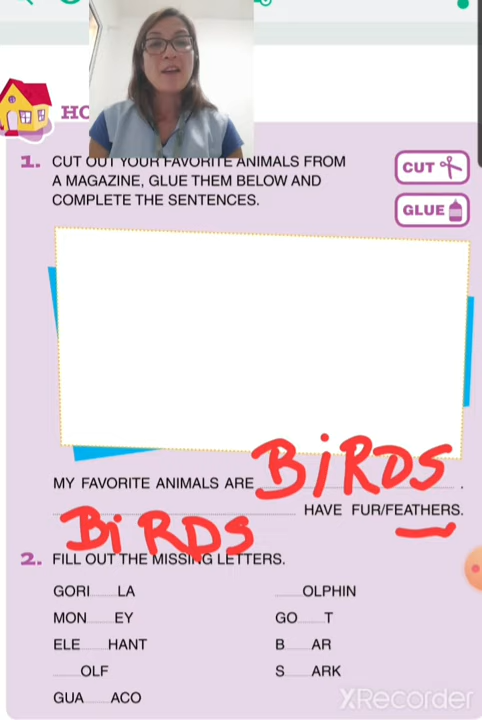 HO
1. CUT OUT YOUR FAVORITE ANIMALS FROM
A MAGAZINE, GLUE THEM BELOW AND
COMPLETE THE SENTENCES.
CUT
GLUE
MY FAVORITE ANIMALS ARE BiRDS.
BiRDS HAVE FUR/FEATHERS.
2. FILL OUT THE MISSING LETTERS.
GORI LA
MON EY
ELE HANT
OLF
GUA ACO
OLPHIN
GO T
B AR
S ARK
XRecorder